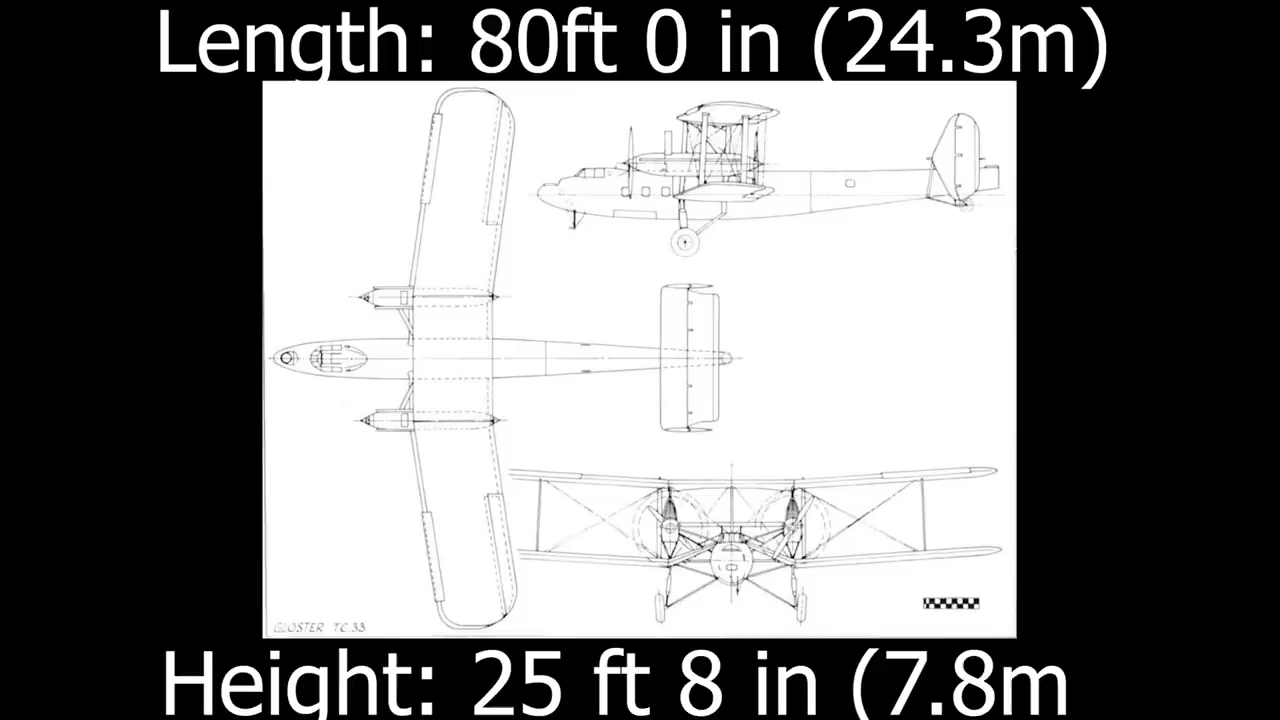 Length: 80ft 0 in (24.3m)
GLOSTER TC.33
Height: 25 ft 8 in (7.8m